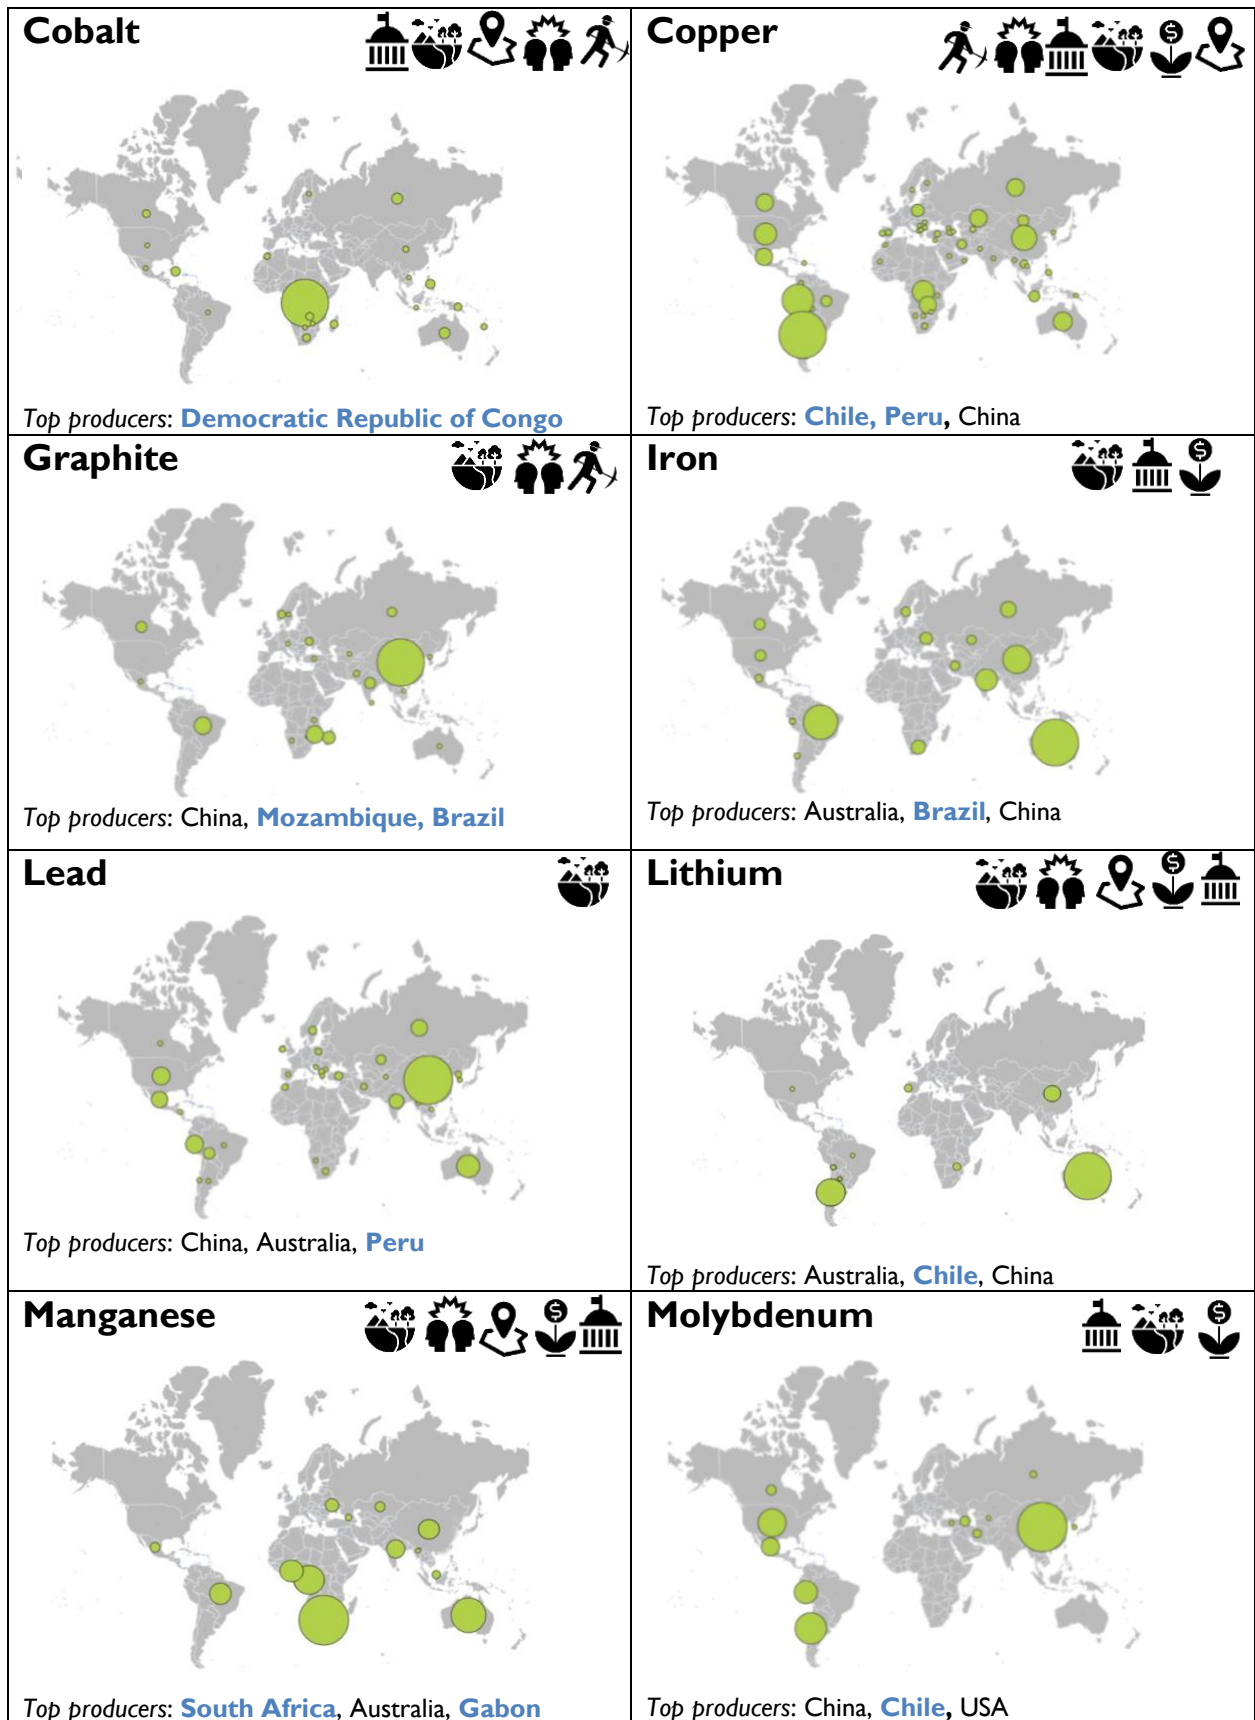 Cobalt
Top producers: Democratic Republic of Congo
Copper
Top producers: Chile, Peru, China
Graphite
Top producers: China, Mozambique, Brazil
Iron
Top producers: Australia, Brazil, China
Lead
Top producers: China, Australia, Peru
Lithium
Top producers: Australia, Chile, China
Manganese
Top producers: South Africa, Australia, Gabon
Molybdenum
Top producers: China, Chile, USA